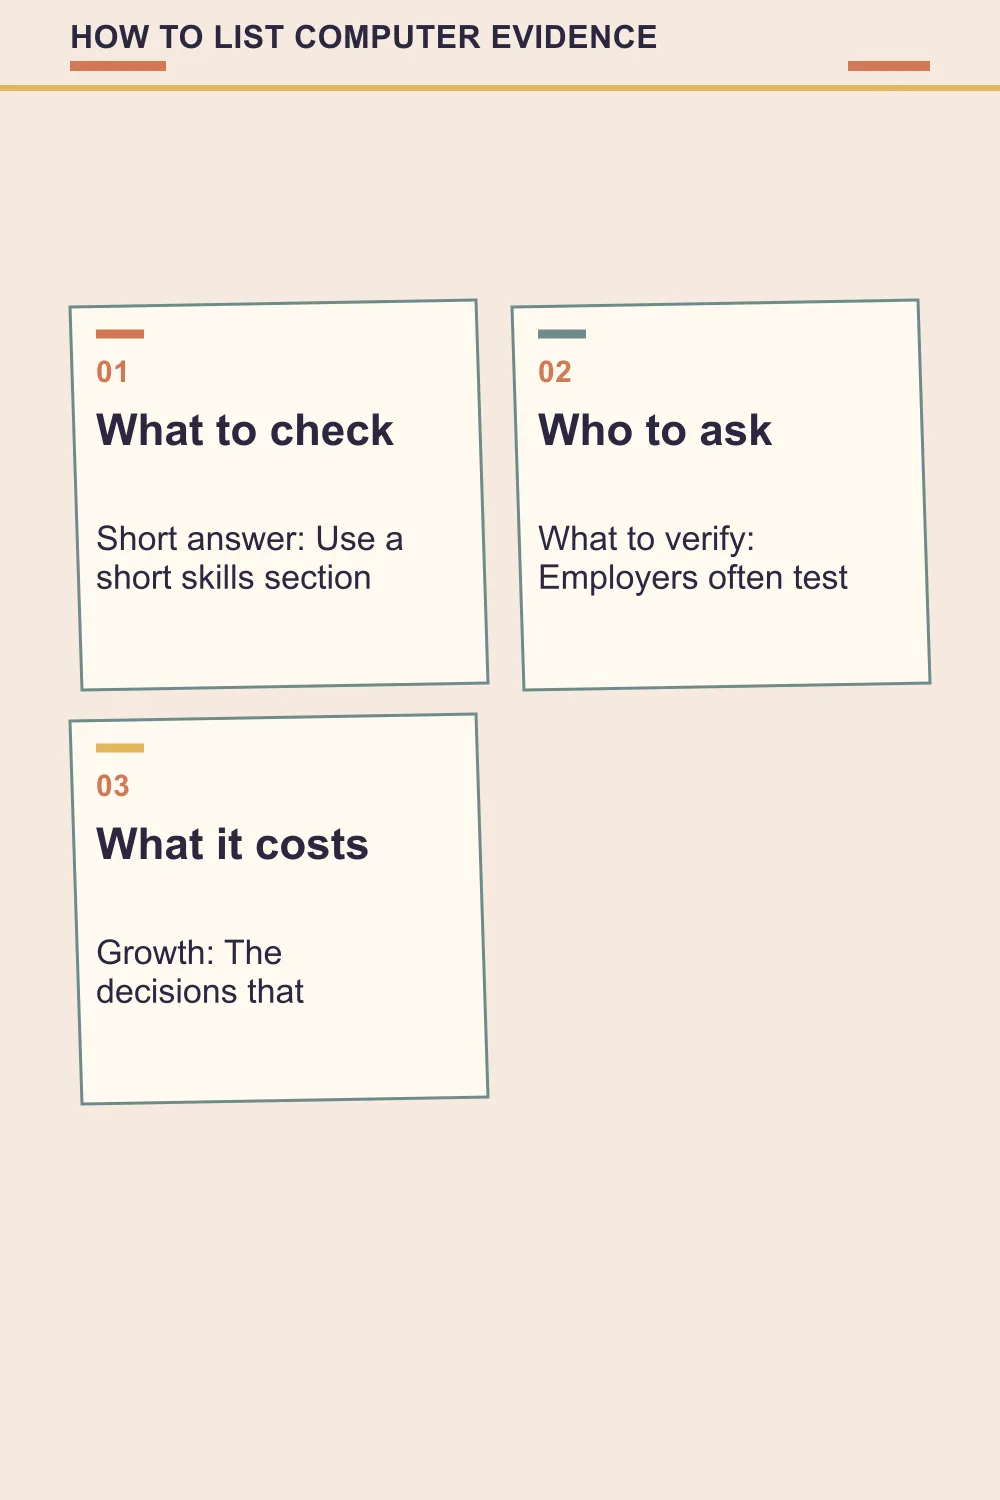 HOW TO LIST COMPUTER EVIDENCE
01
What to check
Short answer: Use a
short skills section
02
Who to ask
What to verify:
Employers often test
03
What it costs
Growth: The
decisions that